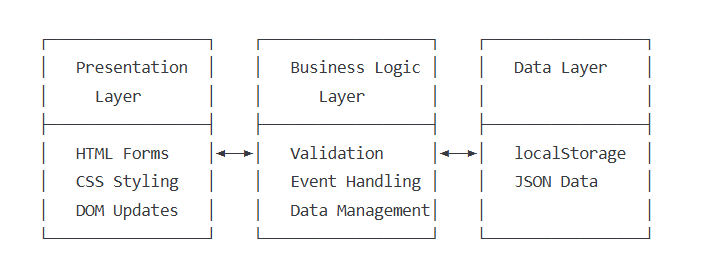 Presentation Layer
HTML Forms
CSS Styling
DOM Updates
Business Logic Layer
Validation
Event Handling
Data Management
Data Layer
localStorage
JSON Data